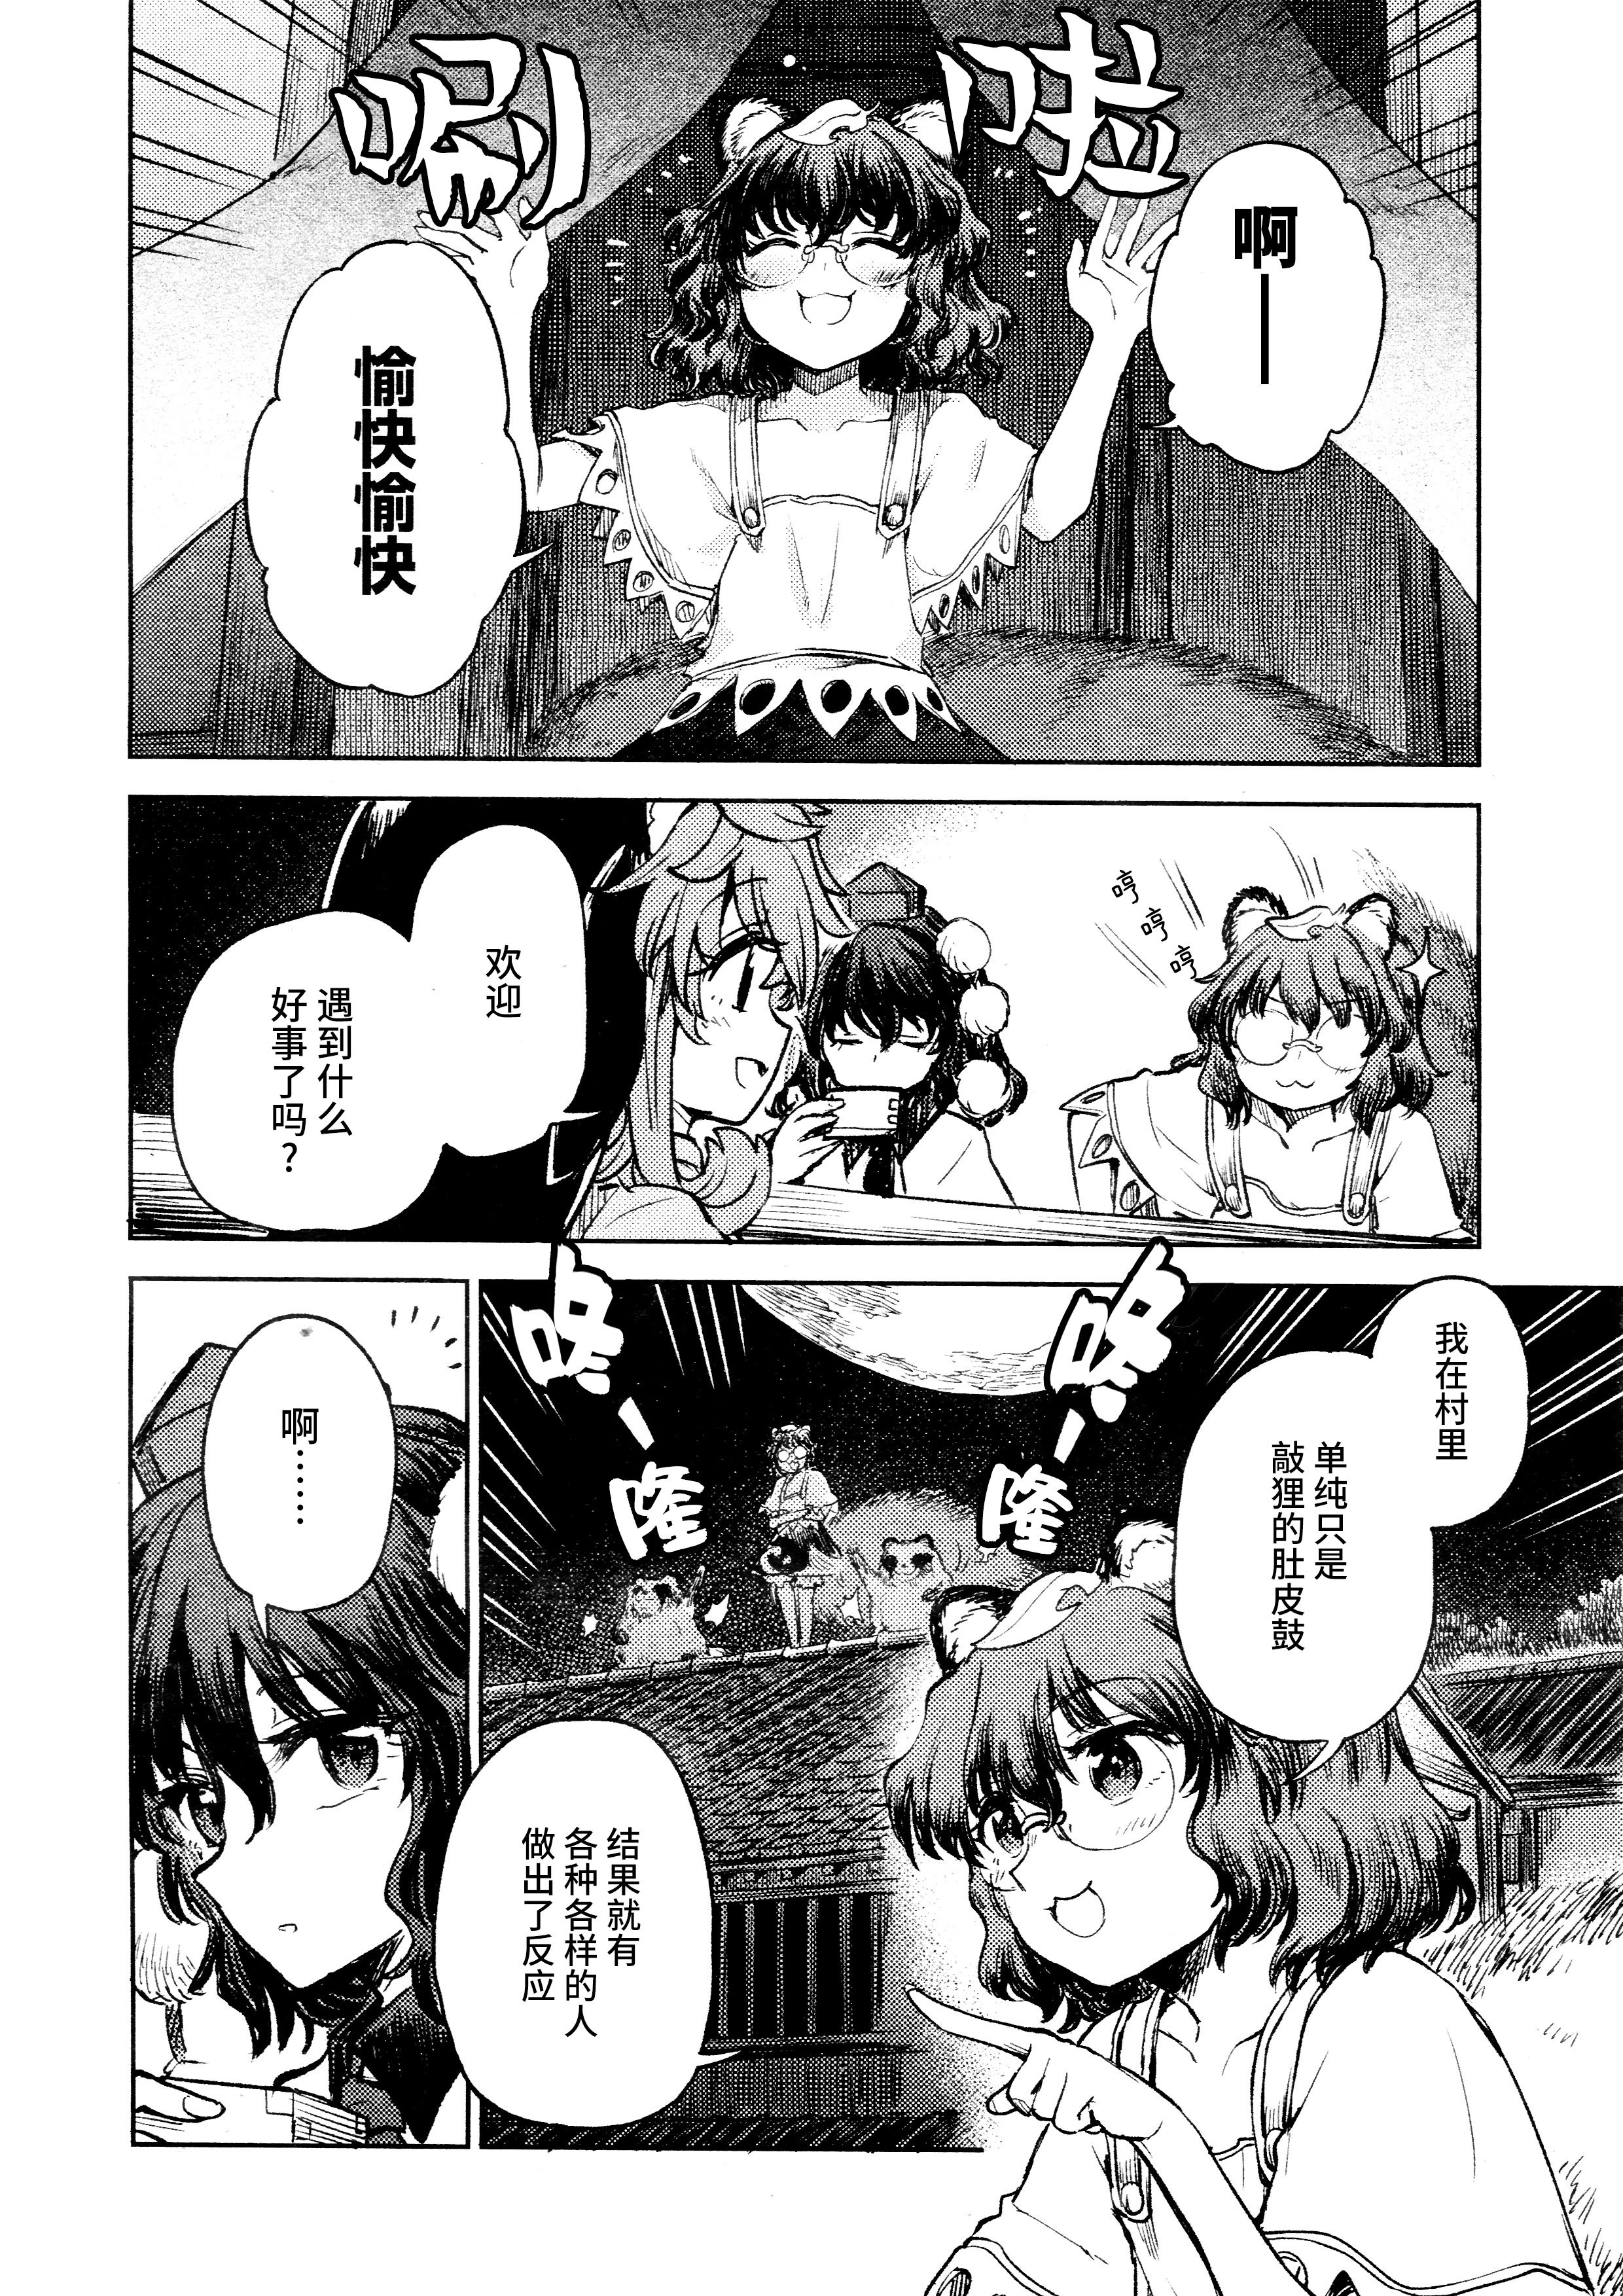 唰
啦
啊——
愉快愉快
哼
哼
哼
欢迎
遇到什么
好事了吗?
咚
-
隆
咚
-
隆
我在村里
单纯只是
敲狸的肚皮鼓
结果就有
各种各样的人
做出了反应
啊……